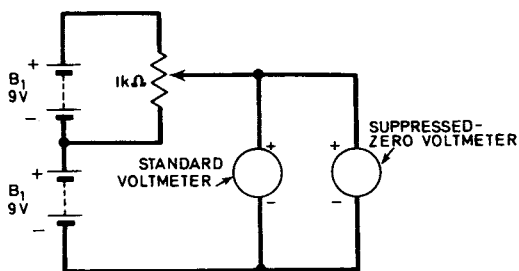 +
B1
9V
-
1kΩ
+
B1
9V
-
STANDARD
VOLTMETER
+
-
SUPPRESSED-
ZERO VOLTMETER
+
-